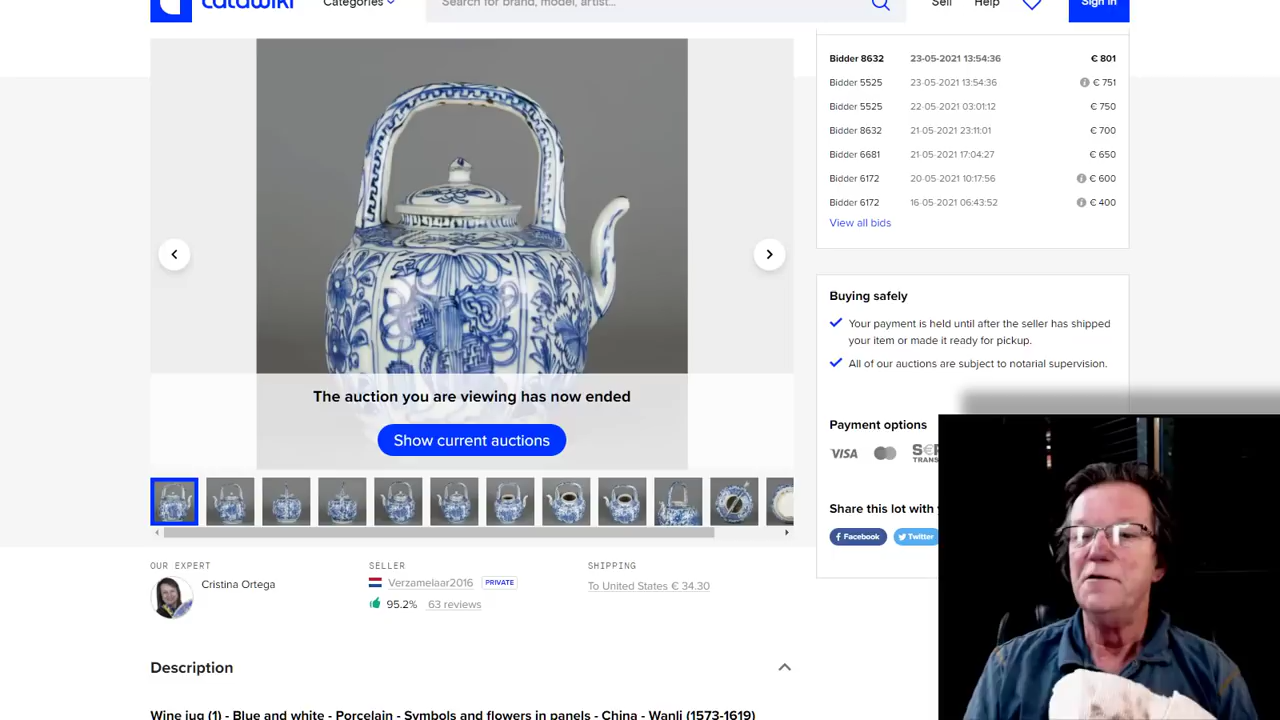 catawiki
Categories
Search for brand, model, artist...
Sell
Help
Sign in
Bidder 8632 23-05-2021 13:54:36 € 801
Bidder 5525 23-05-2021 13:54:36 € 751
Bidder 5525 22-05-2021 03:01:12 € 750
Bidder 8632 21-05-2021 23:11:01 € 700
Bidder 6681 21-05-2021 17:04:27 € 650
Bidder 6172 20-05-2021 10:17:56 € 600
Bidder 6172 16-05-2021 06:43:52 € 400
View all bids
The auction you are viewing has now ended
Show current auctions
Buying safely
Your payment is held until after the seller has shipped
your item or made it ready for pickup.
All of our auctions are subject to notarial supervision.
Payment options
VISA
Share this lot with
Facebook
Twitter
OUR EXPERT
Cristina Ortega
SELLER
Verzamelaar2016 PRIVATE
95.2% 63 reviews
SHIPPING
To United States € 34.30
Description
Wine jug (1) - Blue and white - Porcelain - Symbols and flowers in panels - China - Wanli (1573-1619)